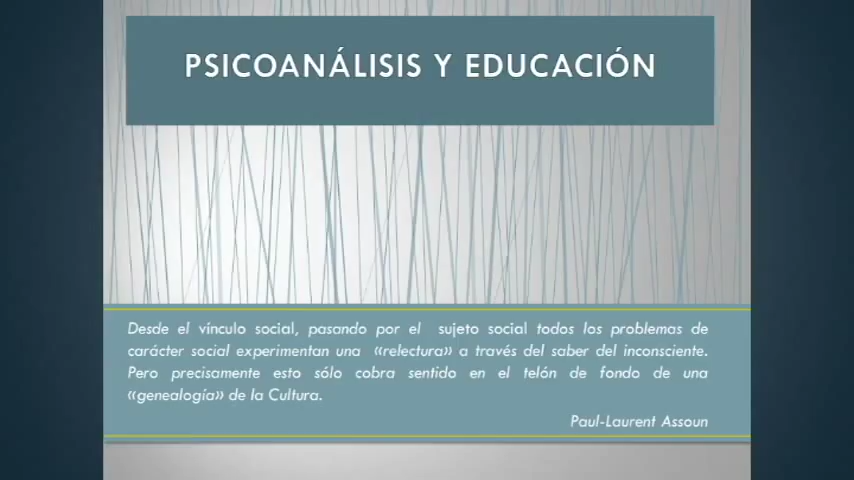 PSICOANÁLISIS Y EDUCACIÓN
Desde el vínculo social, pasando por el sujeto social todos los problemas de
carácter social experimentan una «relectura» a través del saber del inconsciente.
Pero precisamente esto sólo cobra sentido en el telón de fondo de una
«genealogía» de la Cultura.
Paul-Laurent Assoun